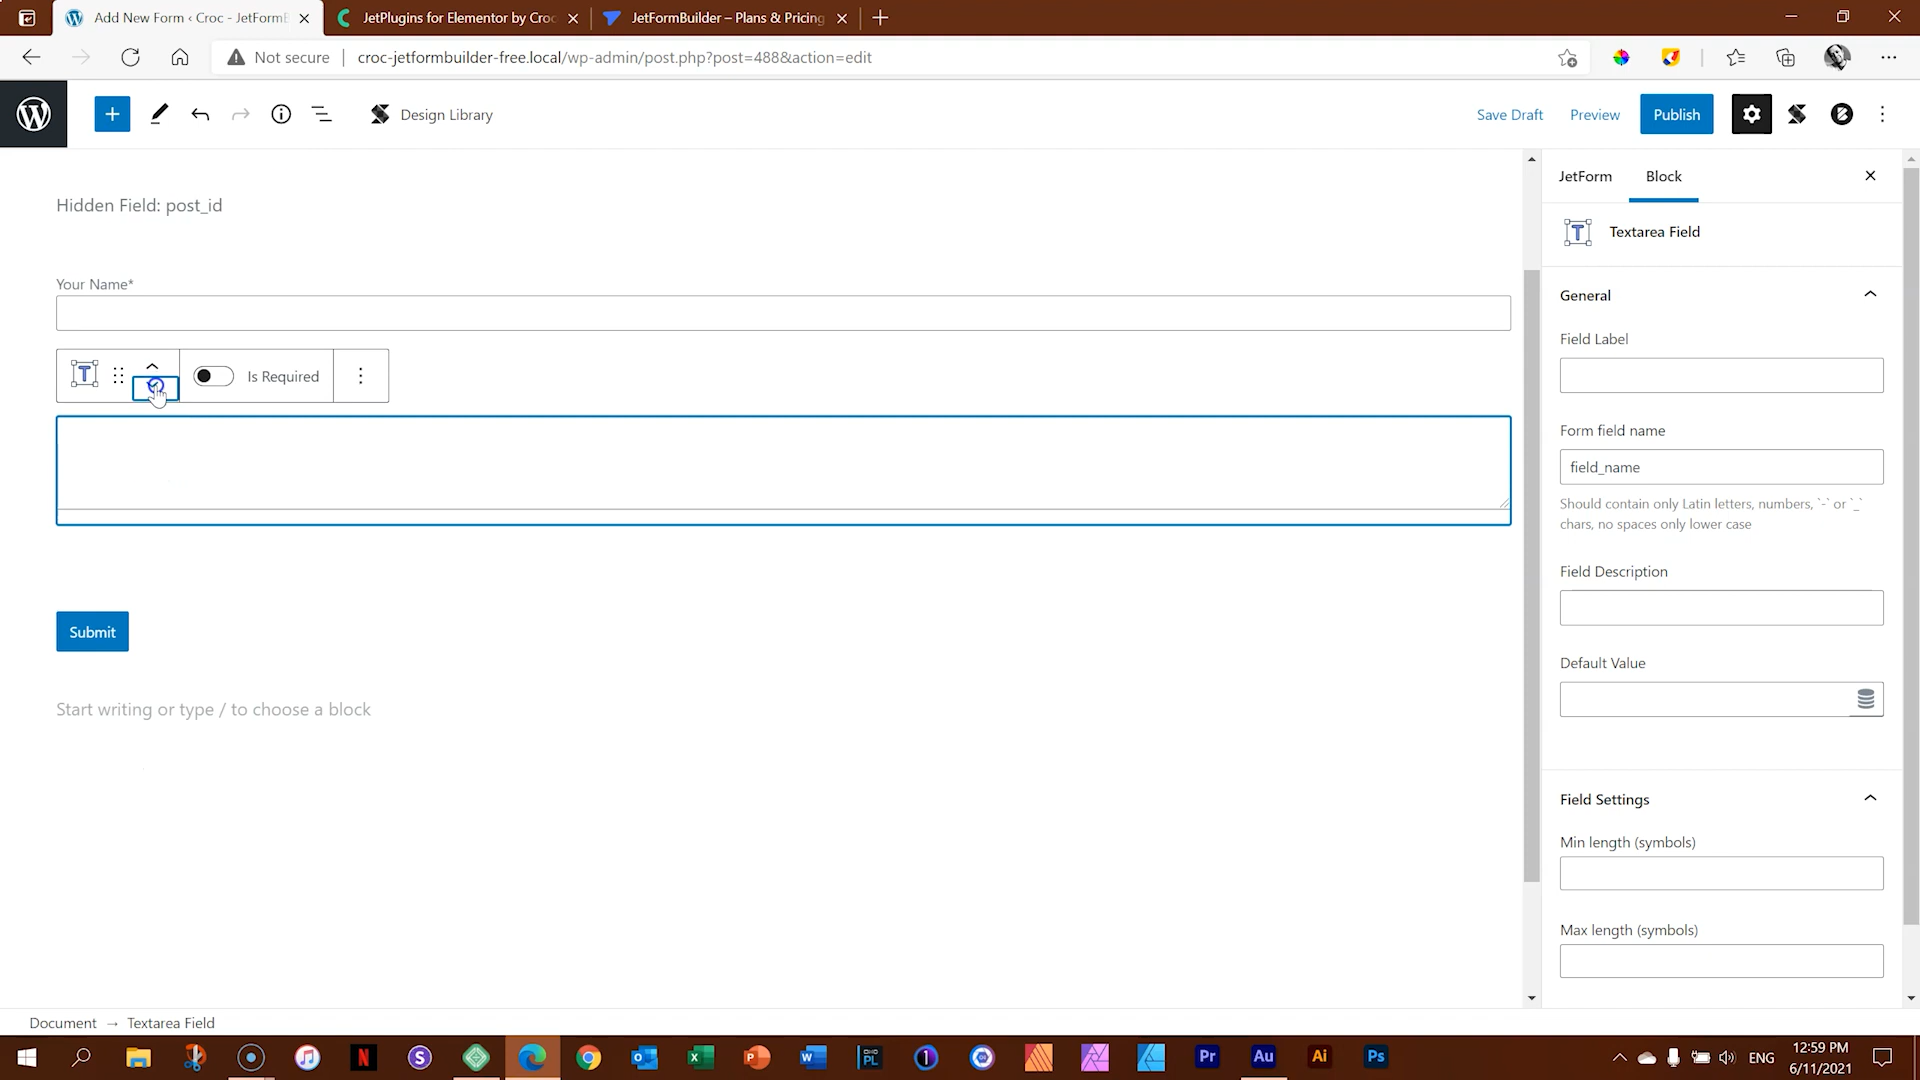 Add New Form ‹ Croc - JetFormB
JetPlugins for Elementor by Croc
JetFormBuilder – Plans & Pricing
Not secure
croc-jetformbuilder-free.local/wp-admin/post.php?post=488&action=edit
Design Library
Save Draft
Preview
Publish
JetForm
Block
Textarea Field
Hidden Field: post_id
Your Name*
Is Required
Submit
Start writing or type / to choose a block
General
Field Label
Form field name
field_name
Should contain only Latin letters, numbers, `-` or `_`
chars, no spaces only lower case
Field Description
Default Value
Field Settings
Min length (symbols)
Max length (symbols)
Document → Textarea Field
ENG
12:59 PM
6/11/2021